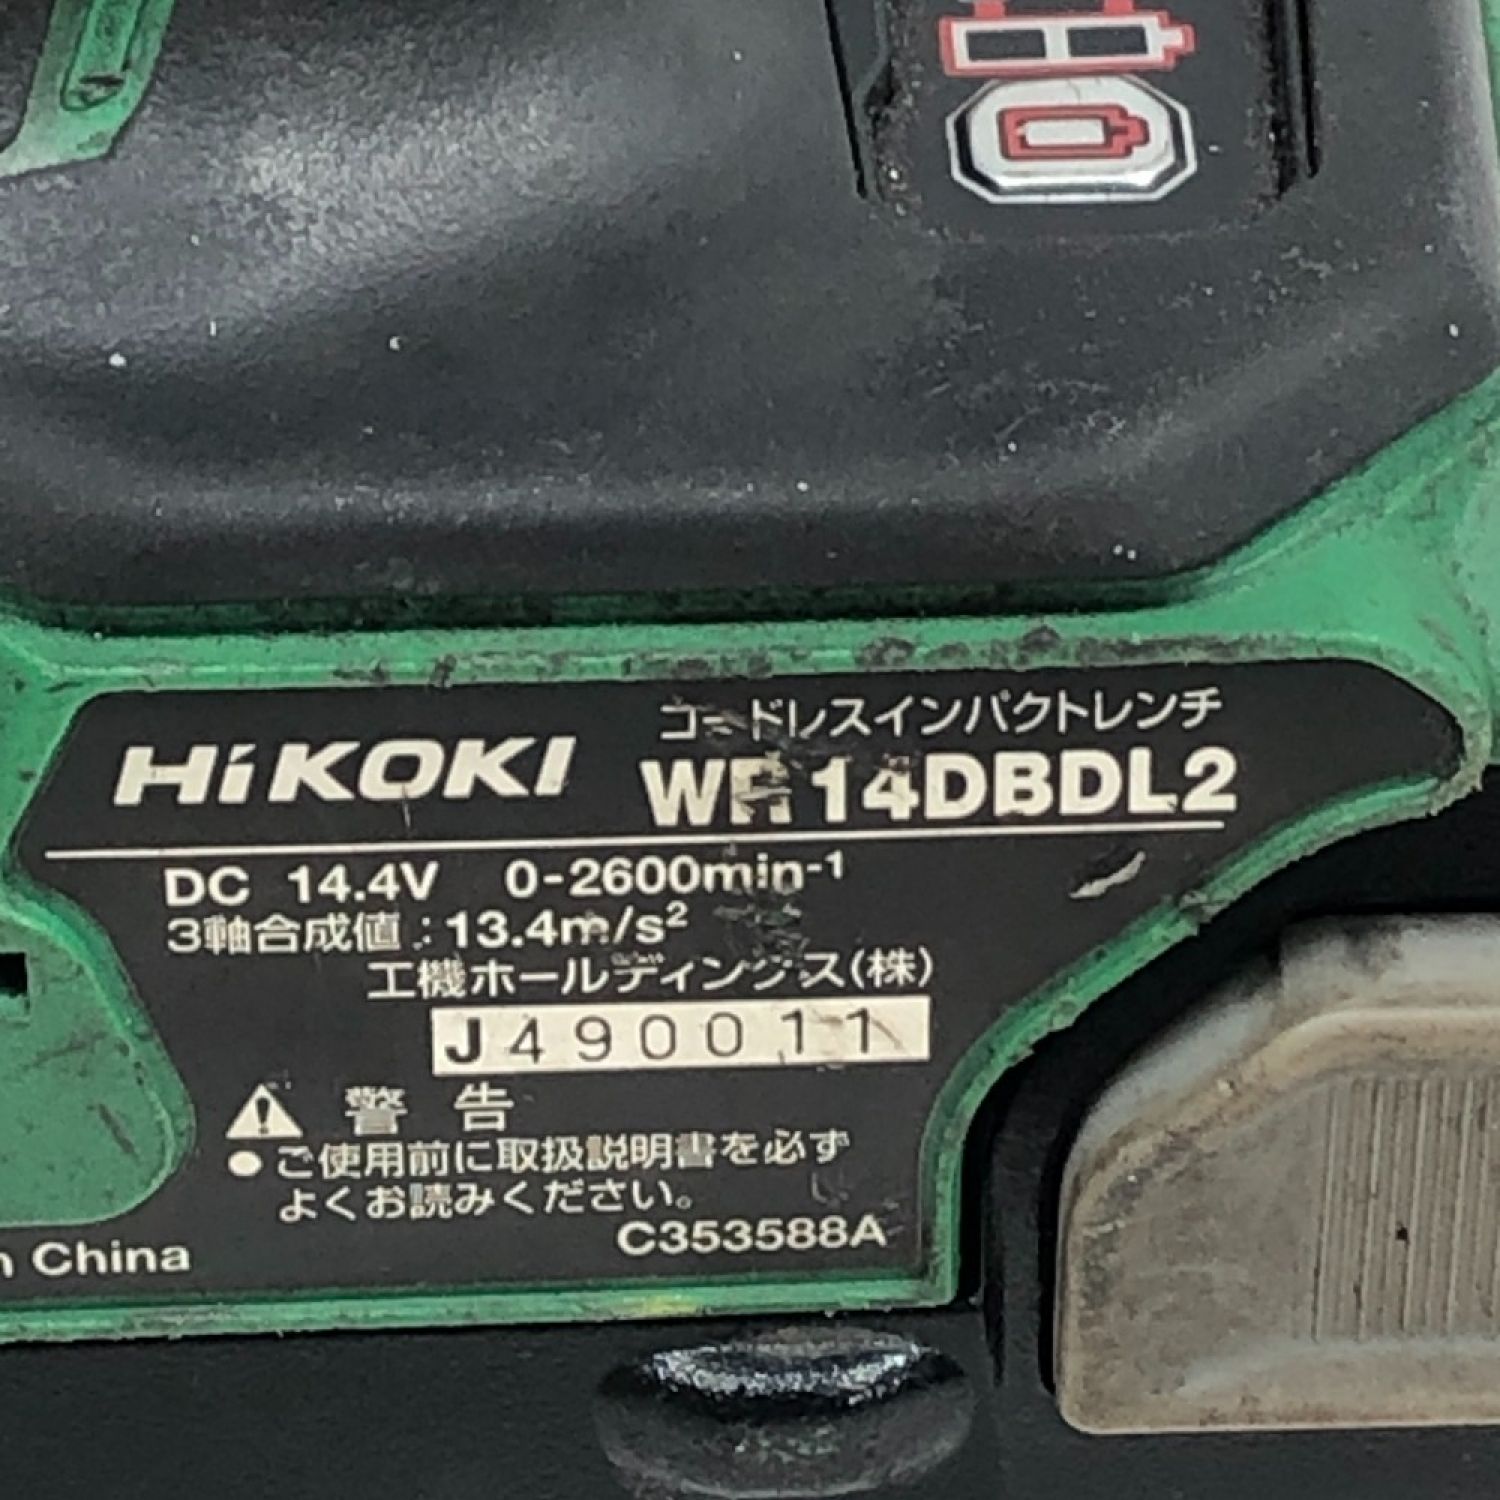 コードレスインパクトレンチ
HiKOKI WR14DBDL2
DC 14.4V 0-2600min-1
3軸合成値:13.4m/s²
工機ホールディングス(株)
J490011
警告
●ご使用前に取扱説明書を必ず
よくお読みください。
C353588A
China